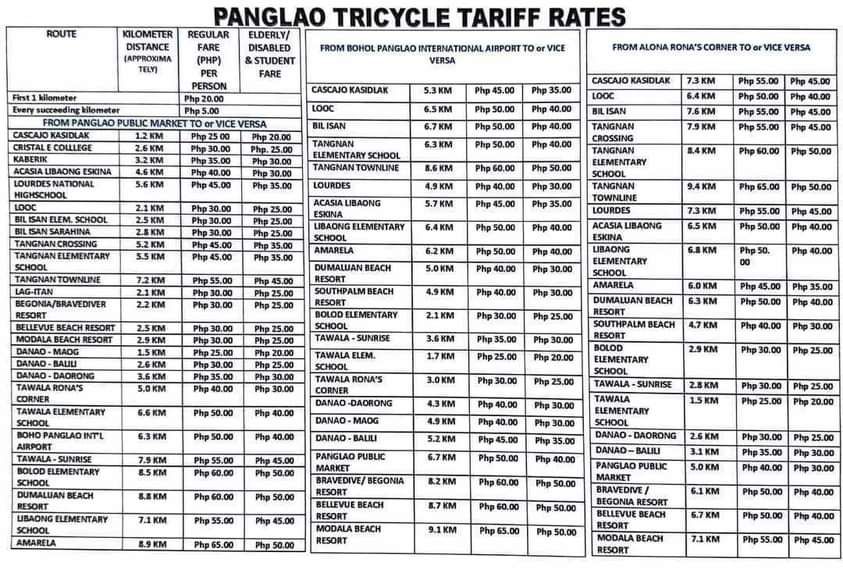 PANGLAO TRICYCLE TARIFF RATES
ROUTE KILOMETER DISTANCE (APPROXIMA TELY) REGULAR FARE (PHP) PER PERSON ELDERLY/ DISABLED & STUDENT FARE
First 1 kilometer Php 20.00
Every succeeding kilometer Php 5.00
FROM PANGLAO PUBLIC MARKET TO or VICE VERSA
CASCAJO KASIDLAK 1.2 KM Php 25 00 Php 20.00
CRISTAL E COLLLEGE 2.6 KM Php 30.00 Php. 25.00
KABERIK 3.2 KM Php 35.00 Php 30.00
ACASIA LIBAONG ESKINA 4.6 KM Php 40.00 Php 30.00
LOURDES NATIONAL HIGHSCHOOL 5.6 KM Php 45.00 Php 35.00
LOOC 2.1 KM Php 30.00 Php 25.00
BIL ISAN ELEM. SCHOOL 2.5 KM Php 30.00 Php 25.00
BIL ISAN SARAHINA 2.8 KM Php 30.00 Php 25.00
TANGNAN CROSSING 5.2 KM Php 45.00 Php 35.00
TANGNAN ELEMENTARY SCHOOL 5.5 KM Php 45.00 Php 35.00
TANGNAN TOWNLINE 7.2 KM Php 55.00 Php 45.00
LAG-ITAN 2.1 KM Php 30.00 Php 25.00
BEGONIA/BRAVEDIVER RESORT 2.2 KM Php 30.00 Php 25.00
BELLEVUE BEACH RESORT 2.5 KM Php 30.00 Php 25.00
MODALA BEACH RESORT 2.9 KM Php 30.00 Php 25.00
DANAO - MAOG 1.5 KM Php 25.00 Php 20.00
DANAO - BALILI 2.6 KM Php 30.00 Php 25.00
DANAO - DAORONG 3.6 KM Php 35.00 Php 30.00
TAWALA RONA'S CORNER 5.0 KM Php 40.00 Php 30.00
TAWALA ELEMENTARY SCHOOL 6.6 KM Php 50.00 Php 40.00
BOHO PANGLAO INT'L AIRPORT 6.3 KM Php 50.00 Php 40.00
TAWALA - SUNRISE 7.9 KM Php 55.00 Php 45.00
BOLOD ELEMENTARY SCHOOL 8.5 KM Php 60.00 Php 50.00
DUMALUAN BEACH RESORT 8.8 KM Php 60.00 Php 50.00
LIBAONG ELEMENTARY SCHOOL 7.1 KM Php 55.00 Php 45.00
AMARELA 8.9 KM Php 65.00 Php 50.00
FROM BOHOL PANGLAO INTERNATIONAL AIRPORT TO or VICE VERSA
CASCAJO KASIDLAK 5.3 KM Php 45.00 Php 35.00
LOOC 6.5 KM Php 50.00 Php 40.00
BIL ISAN 6.7 KM Php 50.00 Php 40.00
TANGNAN ELEMENTARY SCHOOL 6.3 KM Php 50.00 Php 40.00
TANGNAN TOWNLINE 8.6 KM Php 60.00 Php 50.00
LOURDES 4.9 KM Php 40.00 Php 30.00
ACASIA LIBAONG ESKINA 5.7 KM Php 45.00 Php 35.00
LIBAONG ELEMENTARY SCHOOL 6.4 KM Php 50.00 Php 40.00
AMARELA 6.2 KM Php 50.00 Php 40.00
DUMALUAN BEACH RESORT 5.0 KM Php 40.00 Php 30.00
SOUTHPALM BEACH RESORT 4.9 KM Php 40.00 Php 30.00
BOLOD ELEMENTARY SCHOOL 2.1 KM Php 30.00 Php 25.00
TAWALA - SUNRISE 3.6 KM Php 35.00 Php 30.00
TAWALA ELEM. SCHOOL 1.7 KM Php 25.00 Php 20.00
TAWALA RONA'S CORNER 3.0 KM Php 30.00 Php 25.00
DANAO -DAORONG 4.3 KM Php 40.00 Php 30.00
DANAO - MAOG 4.9 KM Php 40.00 Php 30.00
DANAO - BALILI 5.2 KM Php 45.00 Php 35.00
PANGLAO PUBLIC MARKET 6.7 KM Php 50.00 Php 40.00
BRAVEDIVE/ BEGONIA RESORT 8.2 KM Php 60.00 Php 50.00
BELLEVUE BEACH RESORT 8.7 KM Php 60.00 Php 50.00
MODALA BEACH RESORT 9.1 KM Php 65.00 Php 50.00
FROM ALONA RONA'S CORNER TO or VICE VERSA
CASCAJO KASIDLAK 7.3 KM Php 55.00 Php 45.00
LOOC 6.4 KM Php 50.00 Php 40.00
BIL ISAN 7.6 KM Php 55.00 Php 45.00
TANGNAN CROSSING 7.9 KM Php 55.00 Php 45.00
TANGNAN ELEMENTARY SCHOOL 8.4 KM Php 60.00 Php 50.00
TANGNAN TOWNLINE 9.4 KM Php 65.00 Php 50.00
LOURDES 7.3 KM Php 55.00 Php 45.00
ACASIA LIBAONG ESKINA 6.5 KM Php 50.00 Php 40.00
LIBAONG ELEMENTARY SCHOOL 6.8 KM Php 50. 00 Php 40.00
AMARELA 6.0 KM Php 45.00 Php 35.00
DUMALUAN BEACH RESORT 6.3 KM Php 50.00 Php 40.00
SOUTHPALM BEACH RESORT 4.7 KM Php 40.00 Php 30.00
BOLOD ELEMENTARY SCHOOL 2.9 KM Php 30.00 Php 25.00
TAWALA - SUNRISE 2.8 KM Php 30.00 Php 25.00
TAWALA ELEMENTARY SCHOOL 1.5 KM Php 25.00 Php 20.00
DANAO - DAORONG 2.6 KM Php 30.00 Php 25.00
DANAO – BALILI 3.1 KM Php 35.00 Php 30.00
PANGLAO PUBLIC MARKET 5.0 KM Php 40.00 Php 30.00
BRAVEDIVE / BEGONIA RESORT 6.1 KM Php 50.00 Php 40.00
BELLEVUE BEACH RESORT 6.7 KM Php 50.00 Php 40.00
MODALA BEACH RESORT 7.1 KM Php 55.00 Php 45.00